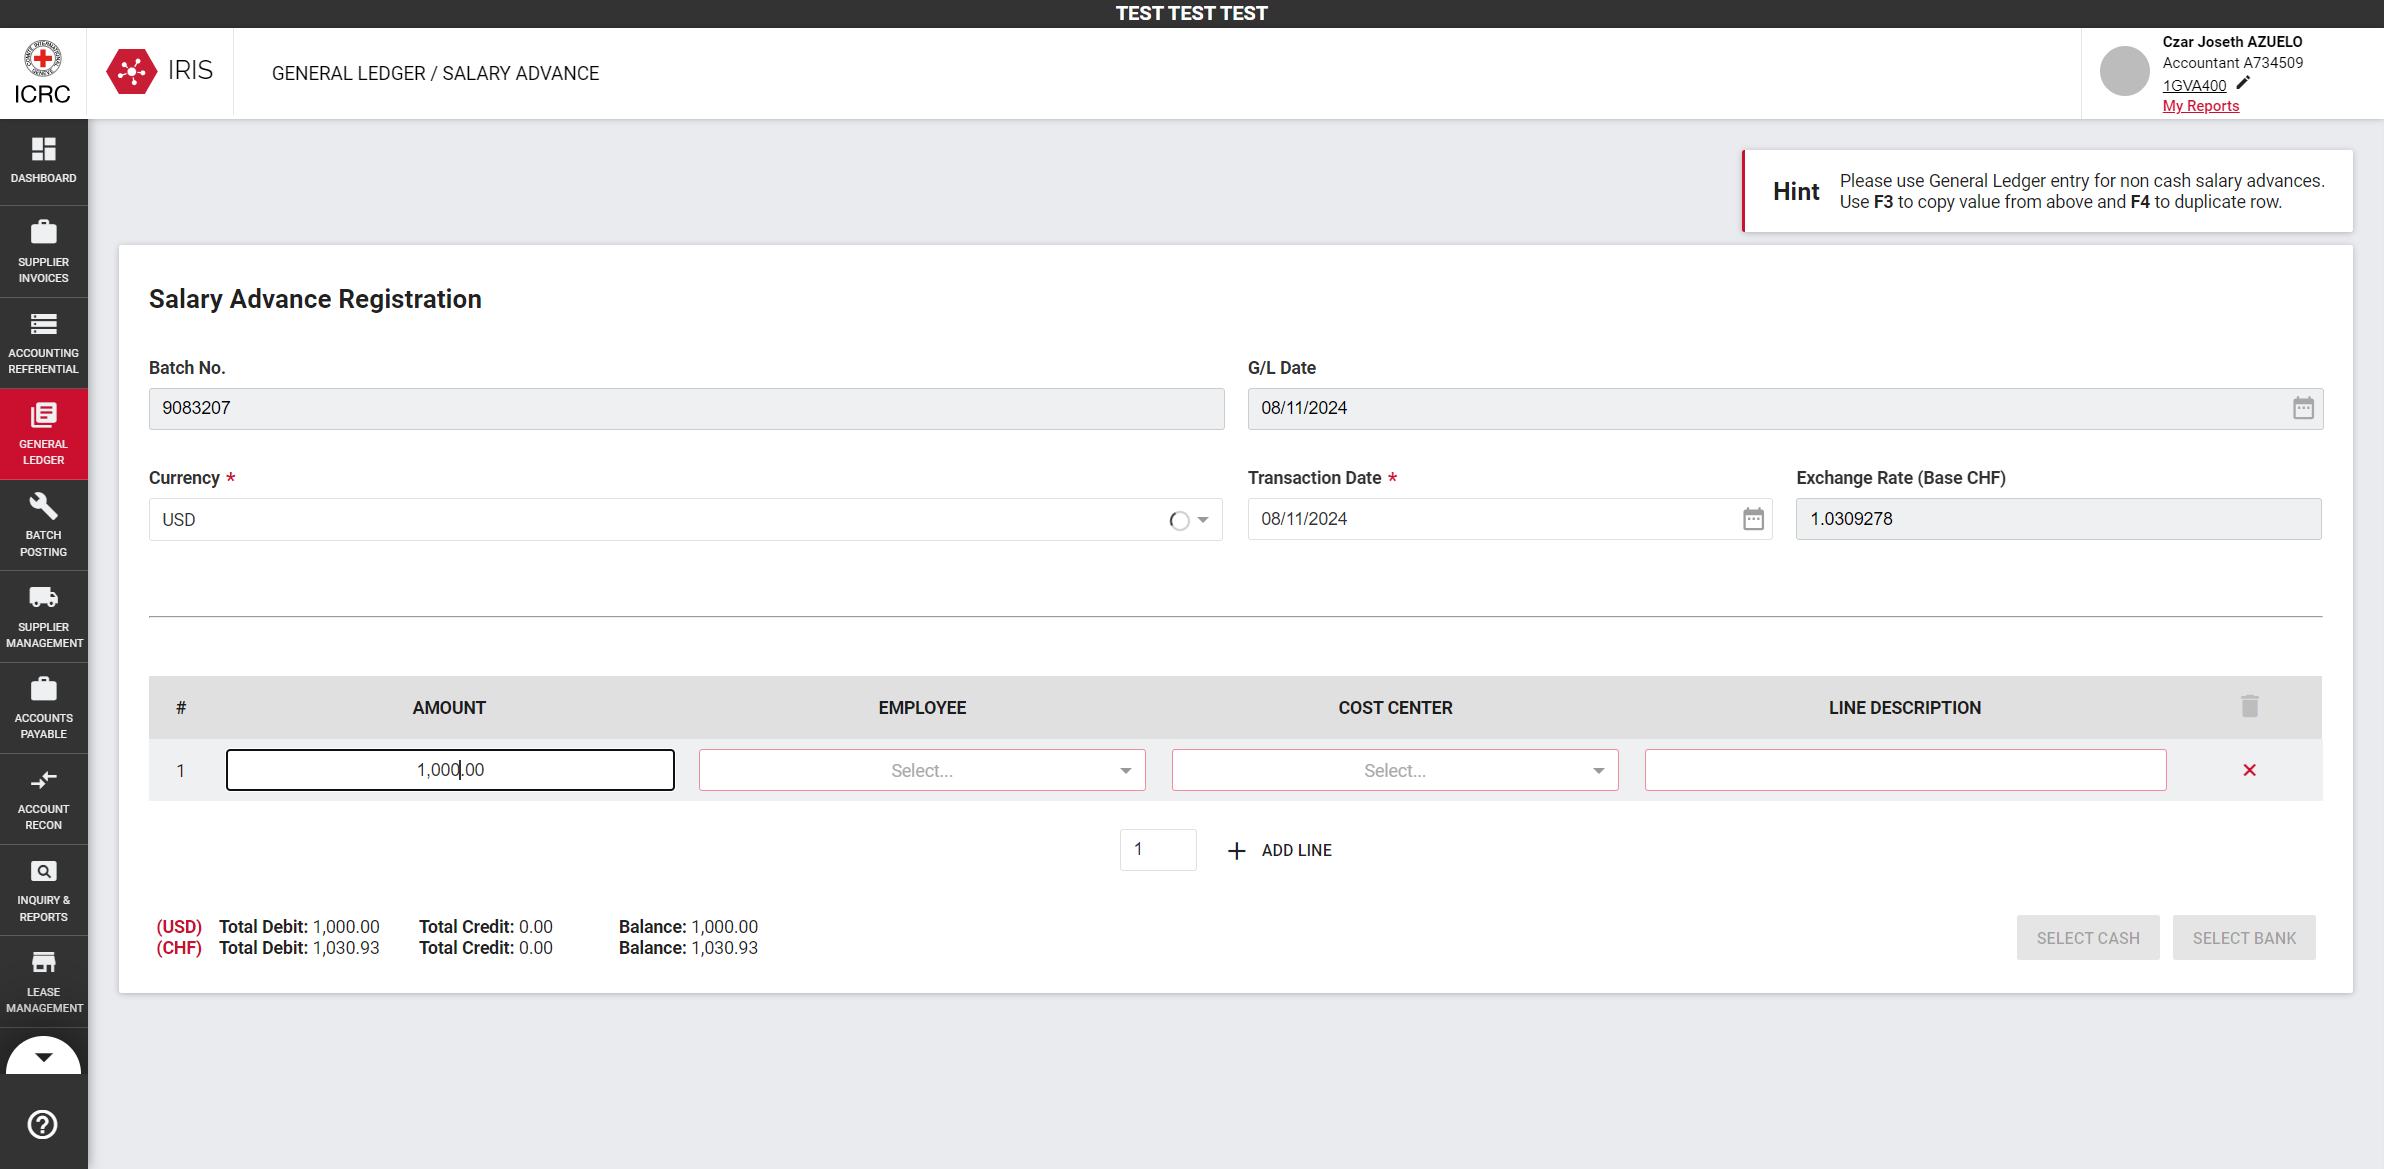 TEST TEST TEST
ICRC
IRIS
GENERAL LEDGER / SALARY ADVANCE
Czar Joseth AZUELO
Accountant A734509
1GVA400
My Reports
DASHBOARD
SUPPLIER
INVOICES
ACCOUNTING
REFERENTIAL
GENERAL
LEDGER
BATCH
POSTING
SUPPLIER
MANAGEMENT
ACCOUNTS
PAYABLE
ACCOUNT
RECON
INQUIRY &
REPORTS
LEASE
MANAGEMENT
Hint
Please use General Ledger entry for non cash salary advances.
Use F3 to copy value from above and F4 to duplicate row.
Salary Advance Registration
Batch No.
G/L Date
9083207
08/11/2024
Currency *
Transaction Date *
Exchange Rate (Base CHF)
USD
08/11/2024
1.0309278
# AMOUNT EMPLOYEE COST CENTER LINE DESCRIPTION
1 1,000.00 Select... Select...
1 + ADD LINE
(USD) Total Debit: 1,000.00 Total Credit: 0.00 Balance: 1,000.00
(CHF) Total Debit: 1,030.93 Total Credit: 0.00 Balance: 1,030.93
SELECT CASH
SELECT BANK